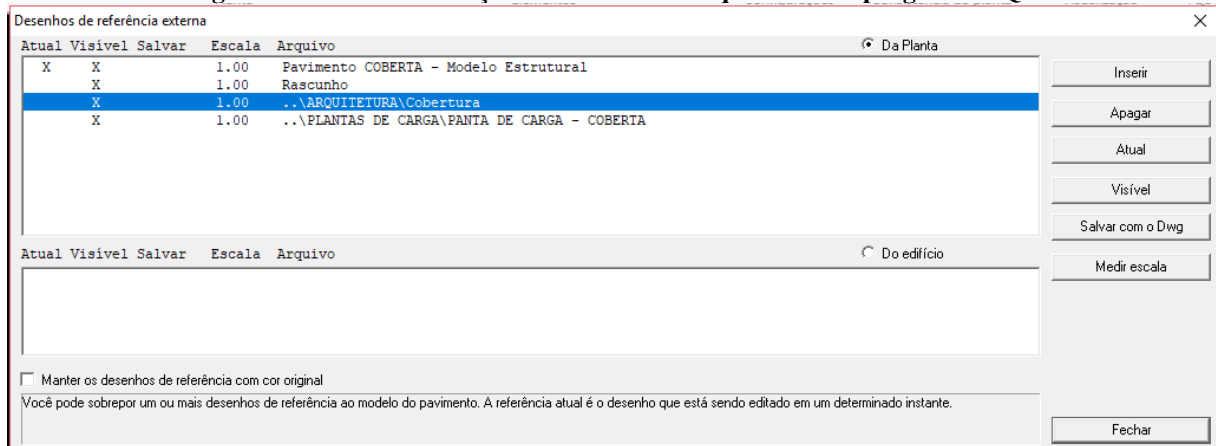 Desenhos de referência externa
Atual Visível Salvar Escala Arquivo
Da Planta
X X 1.00 Pavimento COBERTA - Modelo Estrutural
X 1.00 Rascunho
X 1.00 ..\ARQUITETURA\Cobertura
X 1.00 ..\PLANTAS DE CARGA\PANTA DE CARGA - COBERTA
Inserir
Apagar
Atual
Visível
Salvar com o Dwg
Medir escala
Atual Visível Salvar Escala Arquivo
Do edifício
Manter os desenhos de referência com cor original
Você pode sobrepor um ou mais desenhos de referência ao modelo do pavimento. A referência atual é o desenho que está sendo editado em um determinado instante.
Fechar